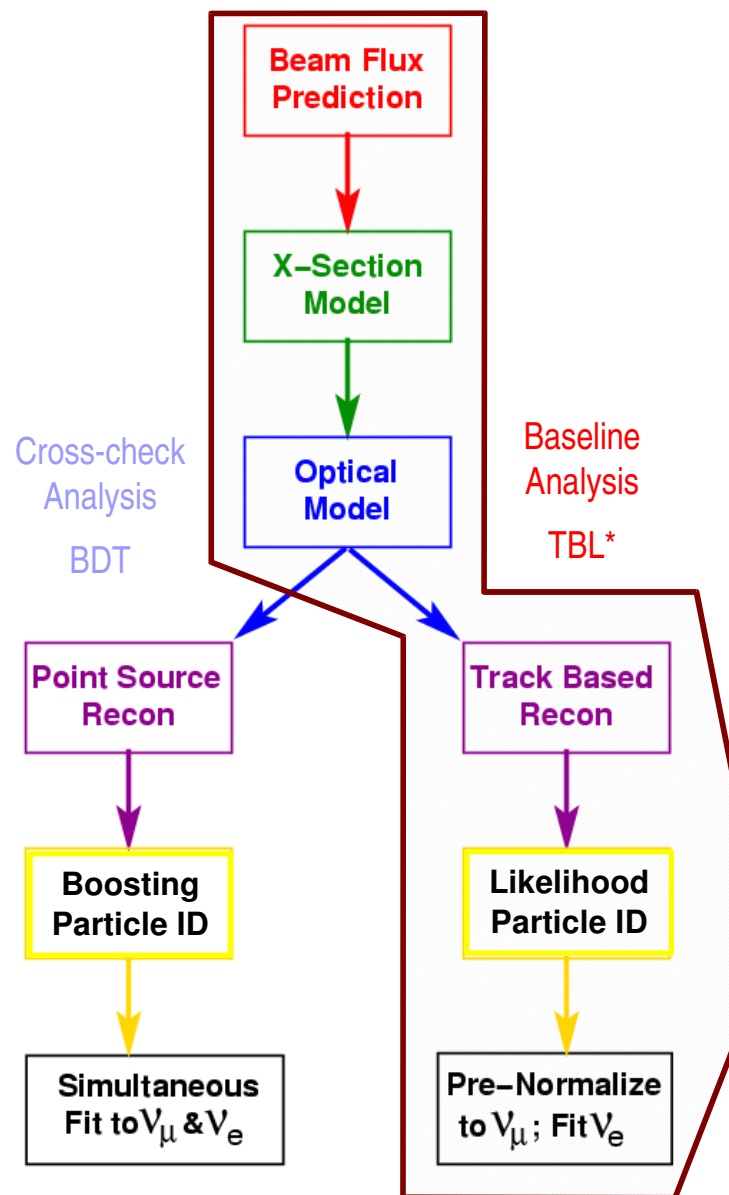 Beam Flux
Prediction
X-Section
Model
Cross-check
Analysis
BDT
Optical
Model
Baseline
Analysis
TBL*
Point Source
Recon
Track Based
Recon
Boosting
Particle ID
Likelihood
Particle ID
Simultaneous
Fit to νμ & νe
Pre-Normalize
to νμ ; Fit νe